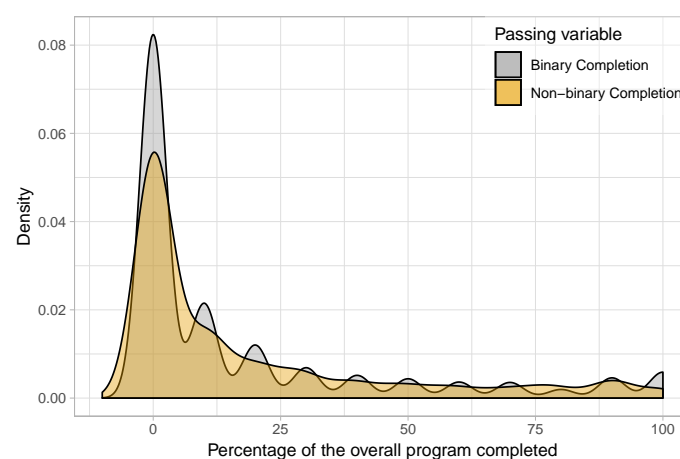 Passing variable
Binary Completion
Non−binary Completion
0.08
0.06
0.04
0.02
0.00
0 25 50 75 100
Density
Percentage of the overall program completed